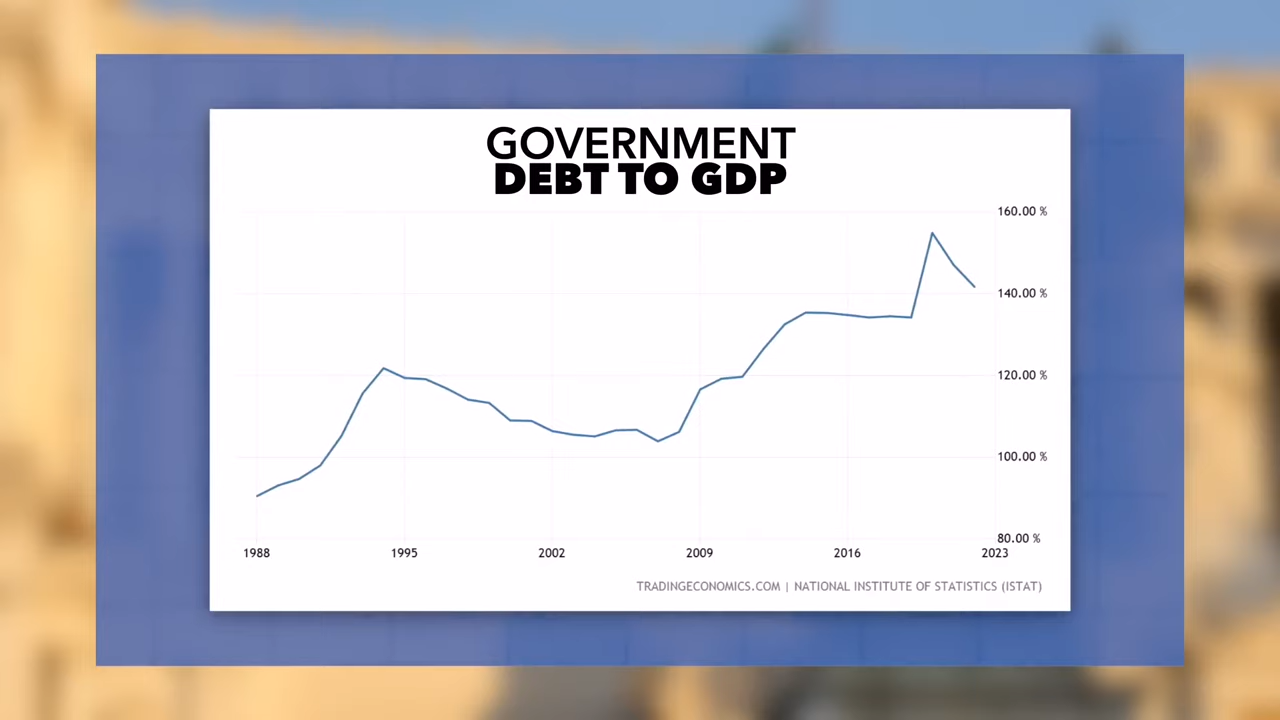 GOVERNMENT
DEBT TO GDP
160.00 %
140.00 %
120.00 %
100.00 %
80.00 %
1988 1995 2002 2009 2016 2023
TRADINGECONOMICS.COM | NATIONAL INSTITUTE OF STATISTICS (ISTAT)